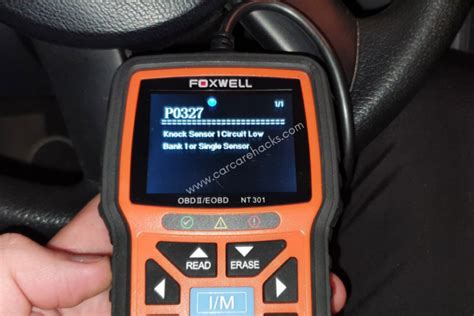 FOXWELL
1/1
P0327
Knock Sensor 1 Circuit Low
Bank 1 or Single Sensor
www.carcarehacks.com
OBDII/EOBD NT301
READ ERASE
I/M